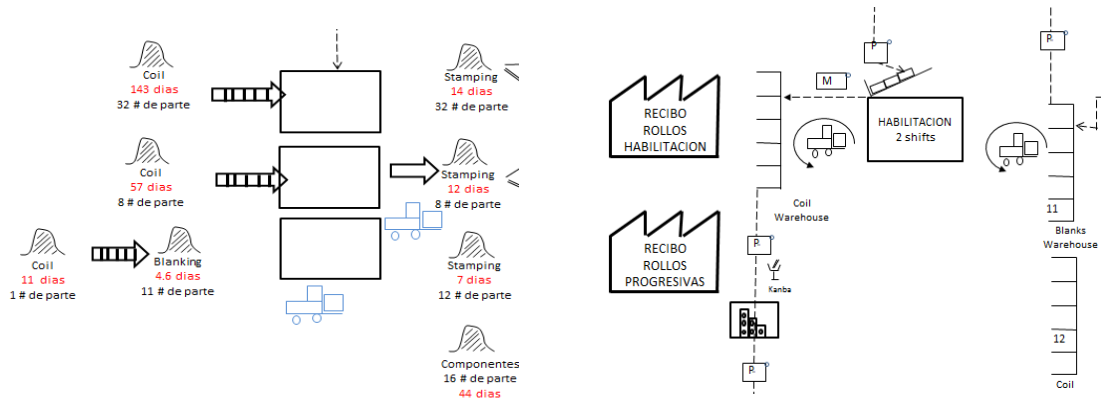 Coil
143 dias
32 # de parte
Stamping
14 dias
32 # de parte
Coil
57 dias
8 # de parte
Stamping
12 dias
8 # de parte
Coil
11 dias
1 # de parte
Blanking
4.6 dias
11 # de parte
Stamping
7 dias
12 # de parte
Componentes
16 # de parte
44 dias
RECIBO
ROLLOS
HABILITACION
Coil
Warehouse
M
P
HABILITACION
2 shifts
P
11
Blanks
Warehouse
RECIBO
ROLLOS
PROGRESIVAS
P
Kanba
P
12
Coil